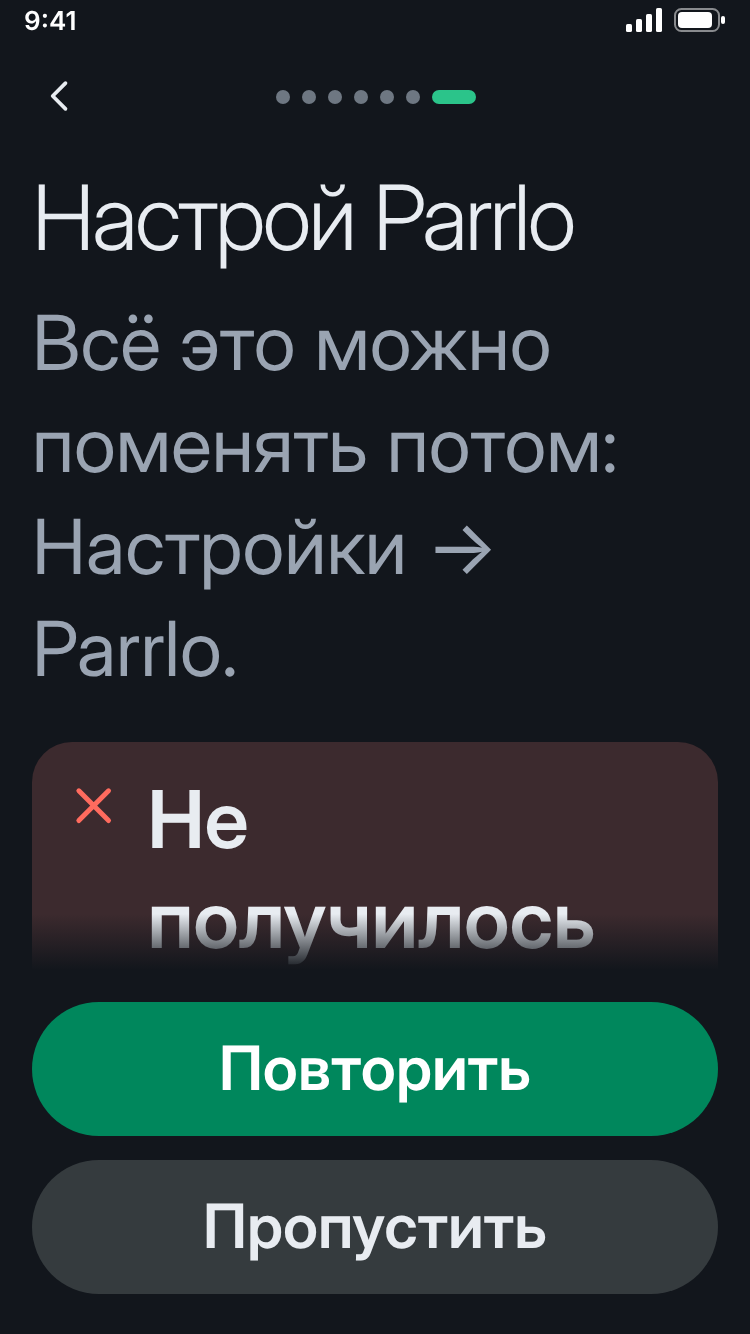 9:41
Настрой Parrlo
Всё это можно
поменять потом:
Настройки →
Parrlo.
Не
получилось
Повторить
Пропустить